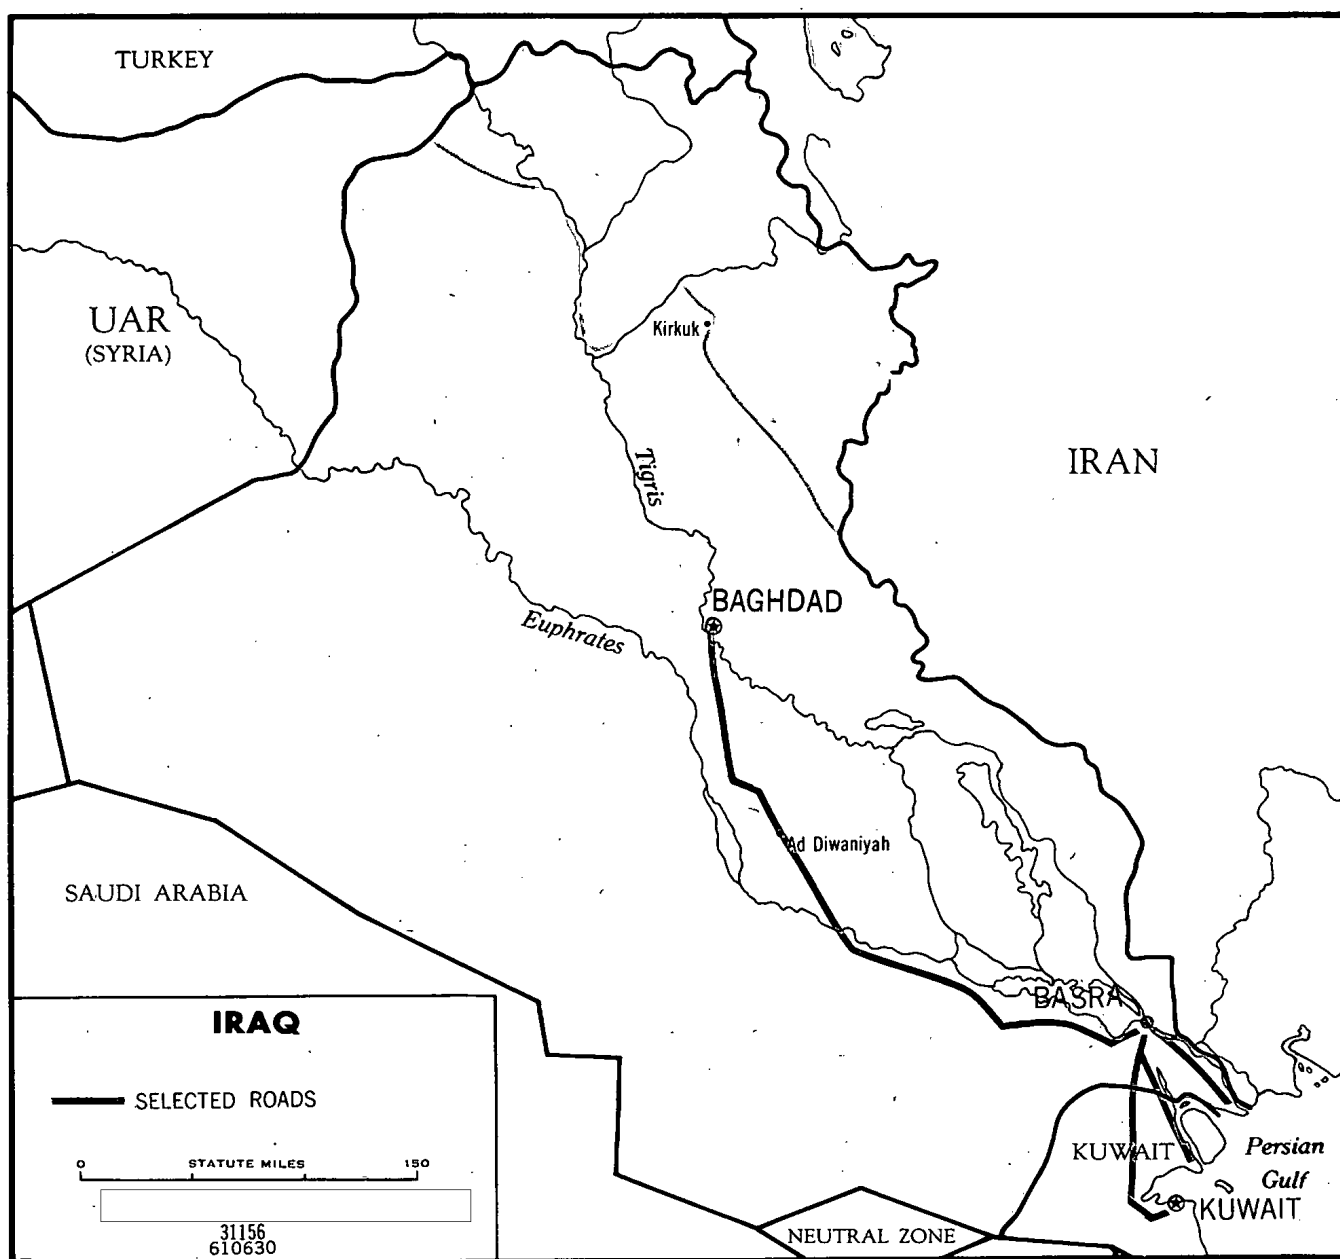 TURKEY
UAR
(SYRIA)
Kirkuk
IRAN
Tigris
BAGHDAD
Euphrates
Ad Diwaniyah
SAUDI ARABIA
BASRA
IRAQ
SELECTED ROADS
0 STATUTE MILES 150
31156
610630
KUWAIT
Persian
Gulf
KUWAIT
NEUTRAL ZONE